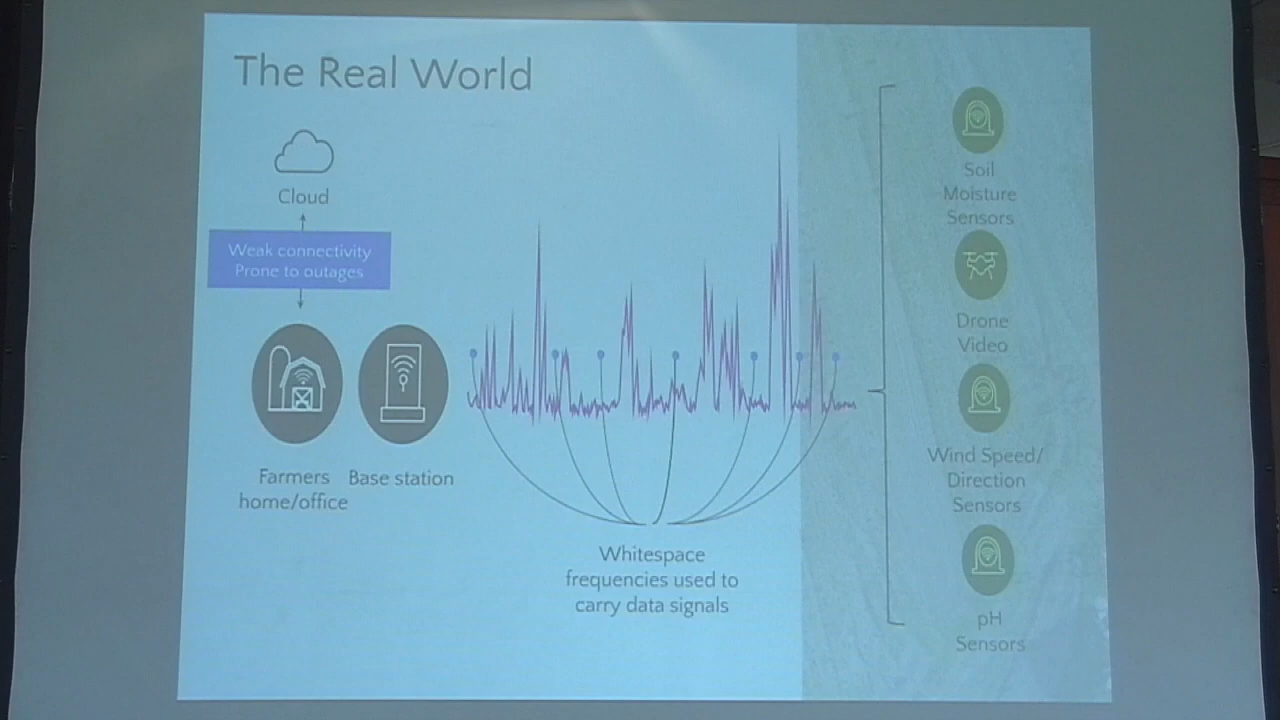 The Real World
Cloud
Weak connectivity
Prone to outages
Farmers
home/office
Base station
Whitespace
frequencies used to
carry data signals
Soil
Moisture
Sensors
Drone
Video
Wind Speed/
Direction
Sensors
pH
Sensors